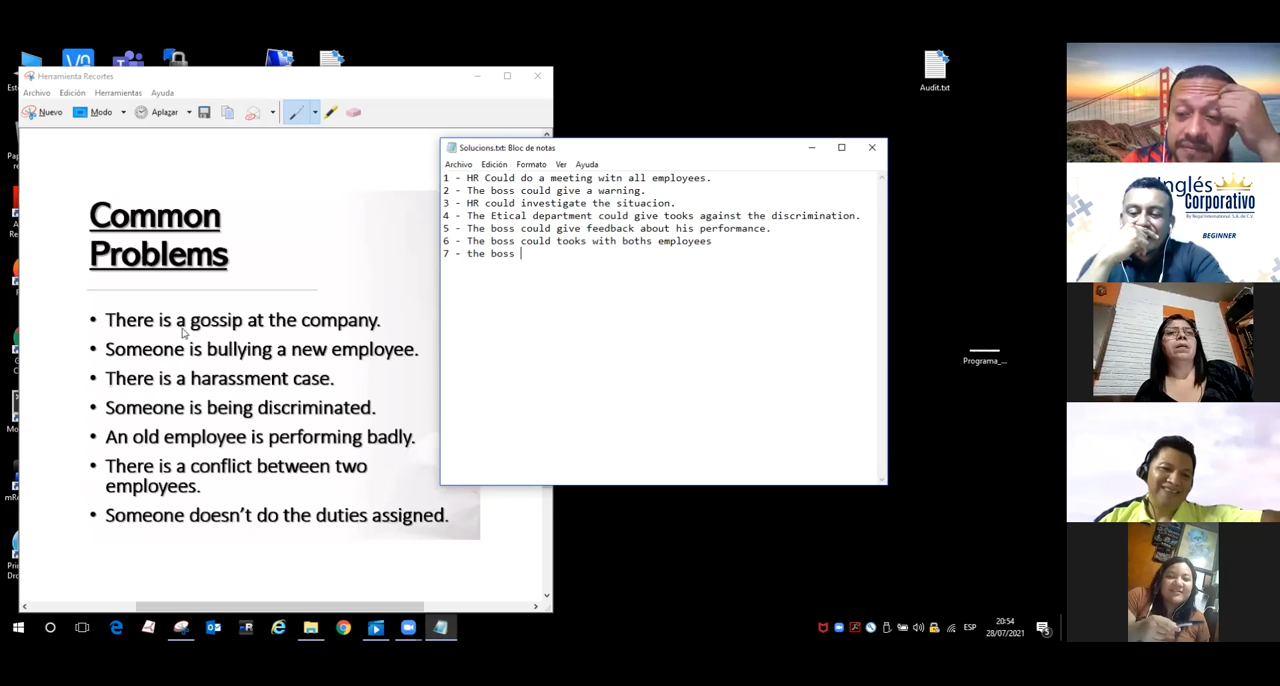 Audit.txt
Herramienta Recortes
Archivo Edición Herramientas Ayuda
Nuevo Modo Aplazar
Common
Problems
• There is a gossip at the company.
• Someone is bullying a new employee.
• There is a harassment case.
• Someone is being discriminated.
• An old employee is performing badly.
• There is a conflict between two
employees.
• Someone doesn't do the duties assigned.
Solucions.txt: Bloc de notas
Archivo Edición Formato Ver Ayuda
1 - HR Could do a meeting witn all employees.
2 - The boss could give a warning.
3 - HR could investigate the situacion.
4 - The Etical department could give tooks against the discrimination.
5 - The boss could give feedback about his performance.
6 - The boss could tooks with boths employees
7 - the boss
Programa_...
Inglés
Corporativo
By Regal International, S.A. de C.V.
BEGINNER
ESP
20:54
28/07/2021
5